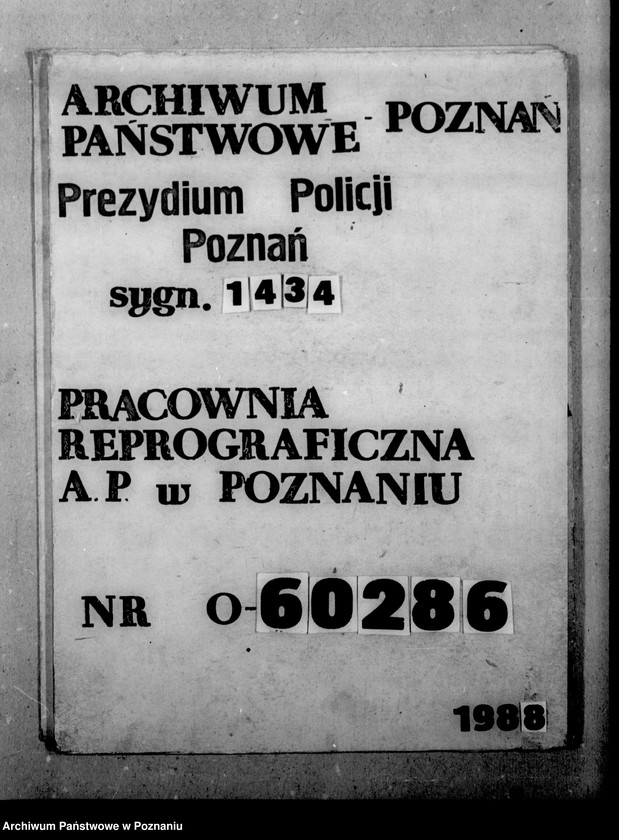 ARCHIWUM
PAŃSTWOWE - POZNAŃ
Prezydium Policji
Poznań
sygn. 1434
PRACOWNIA
REPROGRAFICZNA
A.P. w POZNANIU
NR O-60286
1988
Archiwum Państwowe w Poznaniu